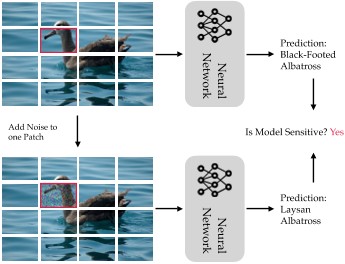 Neural
Network
Prediction:
Black-Footed
Albatross
Add Noise to
one Patch
Is Model Sensitive? Yes
Neural
Network
Prediction:
Laysan
Albatross